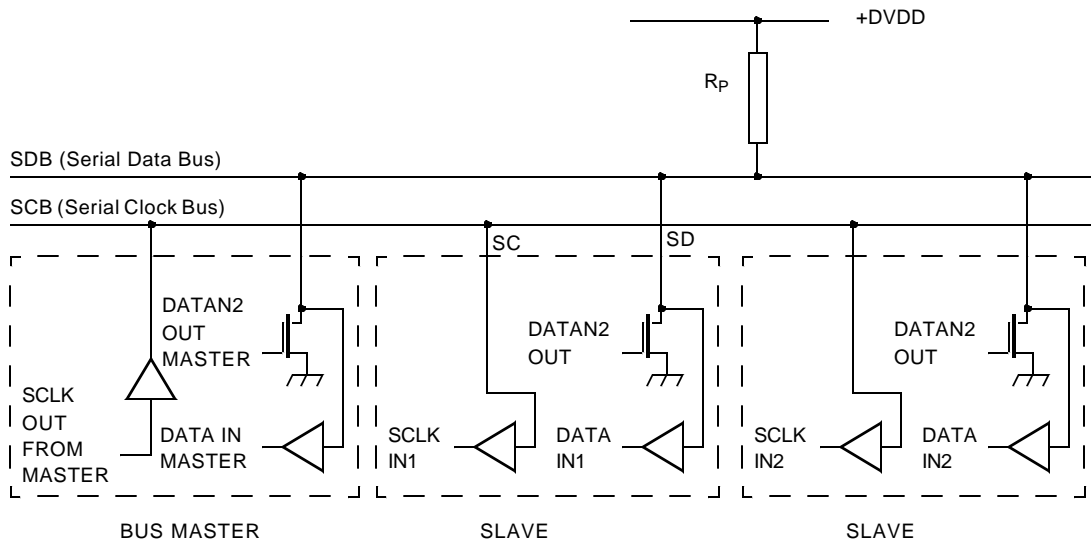 +DVDD
RP
SDB (Serial Data Bus)
SCB (Serial Clock Bus)
SC
SD
DATAN2
OUT
MASTER
SCLK
OUT
FROM
MASTER
DATA IN
MASTER
DATAN2
OUT
SCLK
IN1
DATA
IN1
DATAN2
OUT
SCLK
IN2
DATA
IN2
BUS MASTER
SLAVE
SLAVE